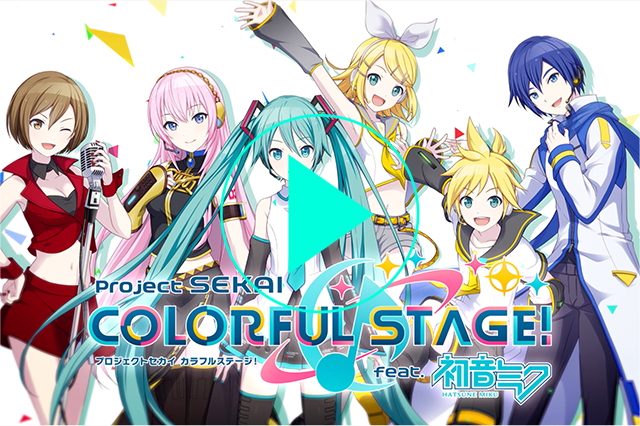 Project SEKAI
COLORFUL STAGE!
プロジェクトセカイ カラフルステージ!
feat. 初音ミク
HATSUNE MIKU